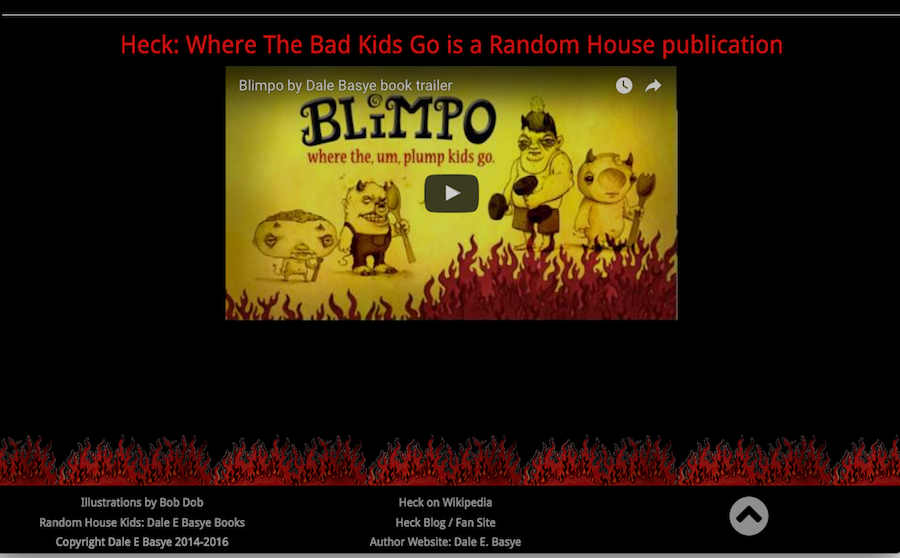 Heck: Where The Bad Kids Go is a Random House publication
Blimpo by Dale Basye book trailer
BLiMPO
where the, um, plump kids go.
Illustrations by Bob Dob
Random House Kids: Dale E Basye Books
Copyright Dale E Basye 2014-2016
Heck on Wikipedia
Heck Blog / Fan Site
Author Website: Dale E. Basye